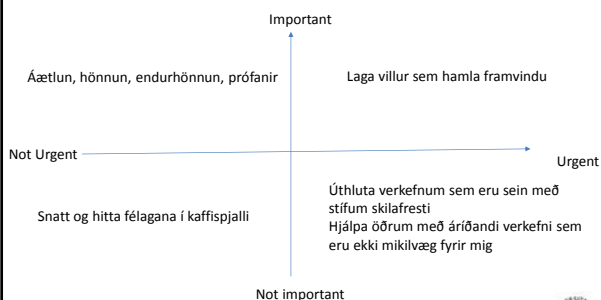 Important
Áætlun, hönnun, endurhönnun, prófanir
Laga villur sem hamla framvindu
Not Urgent
Urgent
Snatt og hitta félagana í kaffispjalli
Úthluta verkefnum sem eru sein með
stífum skilafresti
Hjálpa öðrum með áríðandi verkefni sem
eru ekki mikilvæg fyrir mig
Not important